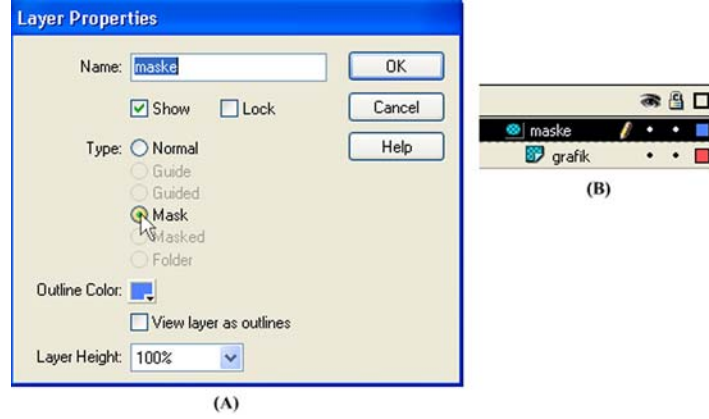 Layer Properties
Name: maske
OK
Show Lock
Cancel
Type: Normal
Help
Guide
Guided
Mask
Masked
Folder
Outline Color:
View layer as outlines
Layer Height: 100%
(A)
maske
grafik
(B)